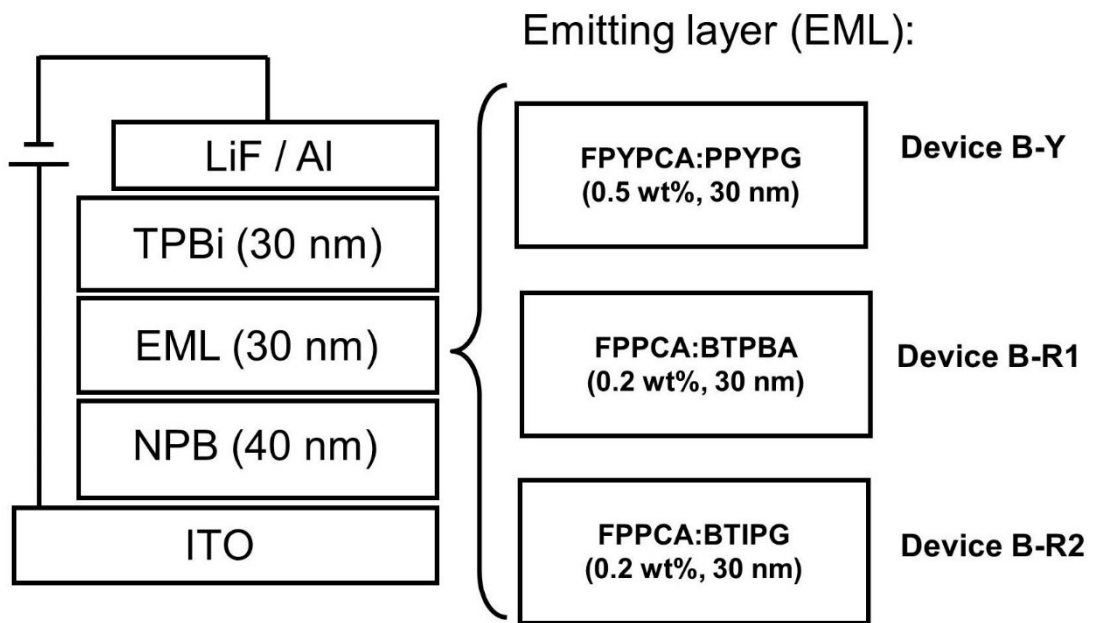 Emitting layer (EML):
LiF / Al
TPBi (30 nm)
EML (30 nm)
NPB (40 nm)
ITO
FPYPCA:PPYPG
(0.5 wt%, 30 nm)
Device B-Y
FPPCA:BTPBA
(0.2 wt%, 30 nm)
Device B-R1
FPPCA:BTIPG
(0.2 wt%, 30 nm)
Device B-R2